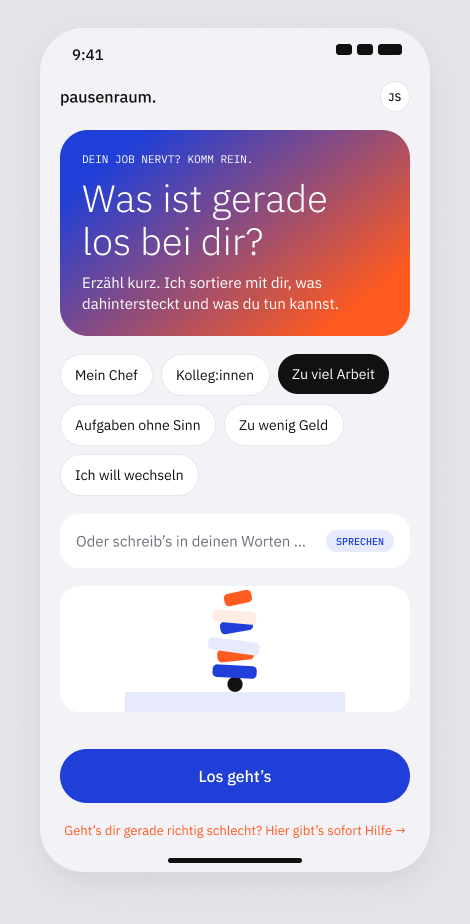 9:41
pausenraum.
JS
DEIN JOB NERVT? KOMM REIN.
Was ist gerade
los bei dir?
Erzähl kurz. Ich sortiere mit dir, was
dahintersteckt und was du tun kannst.
Mein Chef
Kolleg:innen
Zu viel Arbeit
Aufgaben ohne Sinn
Zu wenig Geld
Ich will wechseln
Oder schreib’s in deinen Worten ...
SPRECHEN
Los geht’s
Geht’s dir gerade richtig schlecht? Hier gibt’s sofort Hilfe →